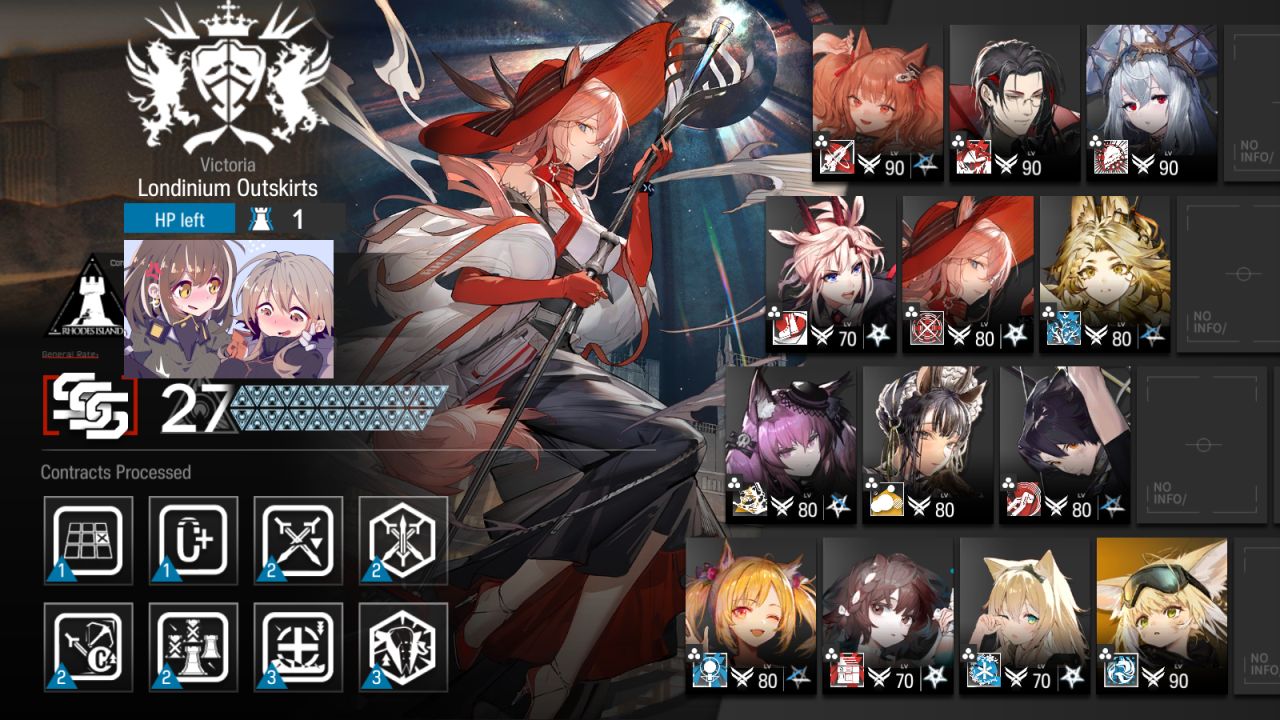 Victoria
Londinium Outskirts
HP left 1
RHODES ISLAND
General Rate:
27
Contracts Processed
1
1
2
2
2
2
3
3
LV 90
LV 90
LV 90
NO INFO/
LV 70
LV 80
LV 80
NO INFO/
LV 80
LV 80
LV 80
NO INFO/
LV 80
LV 70
LV 70
LV 90
NO INFO